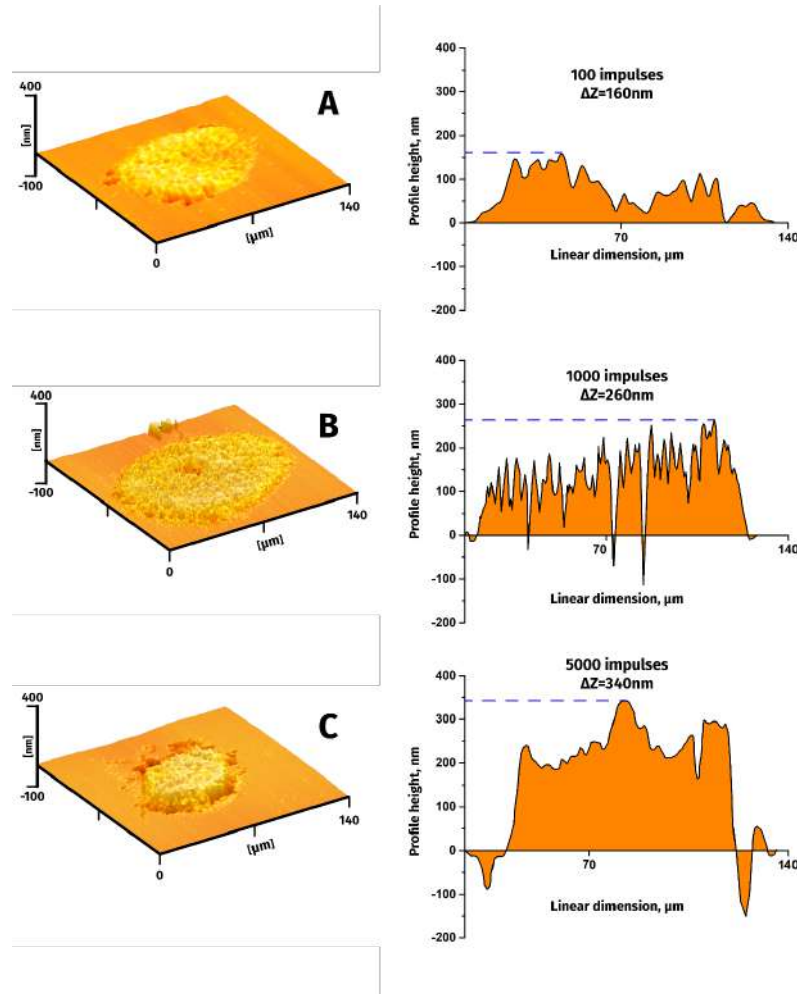 400
[nm]
-100
A
0
[µm]
140
400
300
200
100
0
-100
-200
Profile height, nm
100 impulses
ΔZ=160nm
70
140
Linear dimension, µm
400
[nm]
-100
B
0
[µm]
140
400
300
200
100
0
-100
-200
Profile height, nm
1000 impulses
ΔZ=260nm
70
140
Linear dimension, µm
400
[nm]
-100
C
0
[µm]
140
400
300
200
100
0
-100
-200
Profile height, nm
5000 impulses
ΔZ=340nm
70
140
Linear dimension, µm